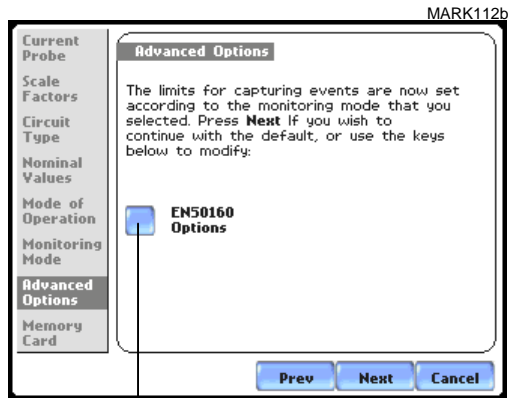 MARK112b
Current
Probe
Scale
Factors
Circuit
Type
Nominal
Values
Mode of
Operation
Monitoring
Mode
Advanced
Options
Memory
Card
Advanced Options
The limits for capturing events are now set
according to the monitoring mode that you
selected. Press Next If you wish to
continue with the default, or use the keys
below to modify:
EN50160
Options
Prev
Next
Cancel